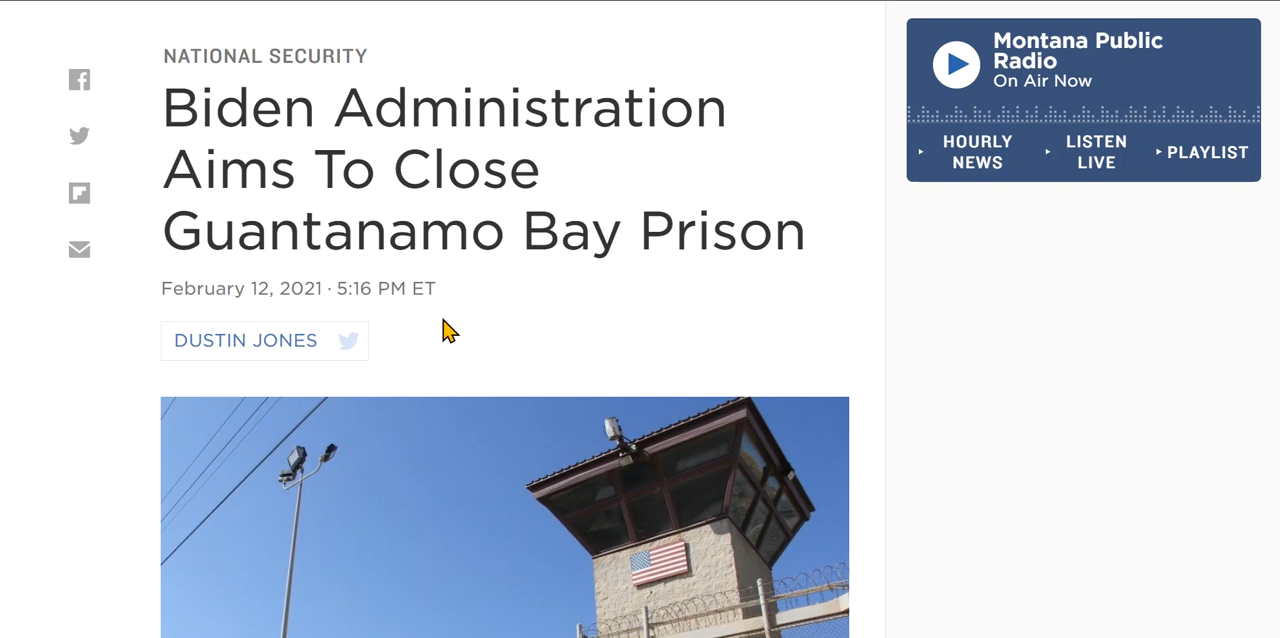 NATIONAL SECURITY
Biden Administration
Aims To Close
Guantanamo Bay Prison
February 12, 2021 · 5:16 PM ET
DUSTIN JONES
Montana Public
Radio
On Air Now
HOURLY
NEWS
LISTEN
LIVE
PLAYLIST